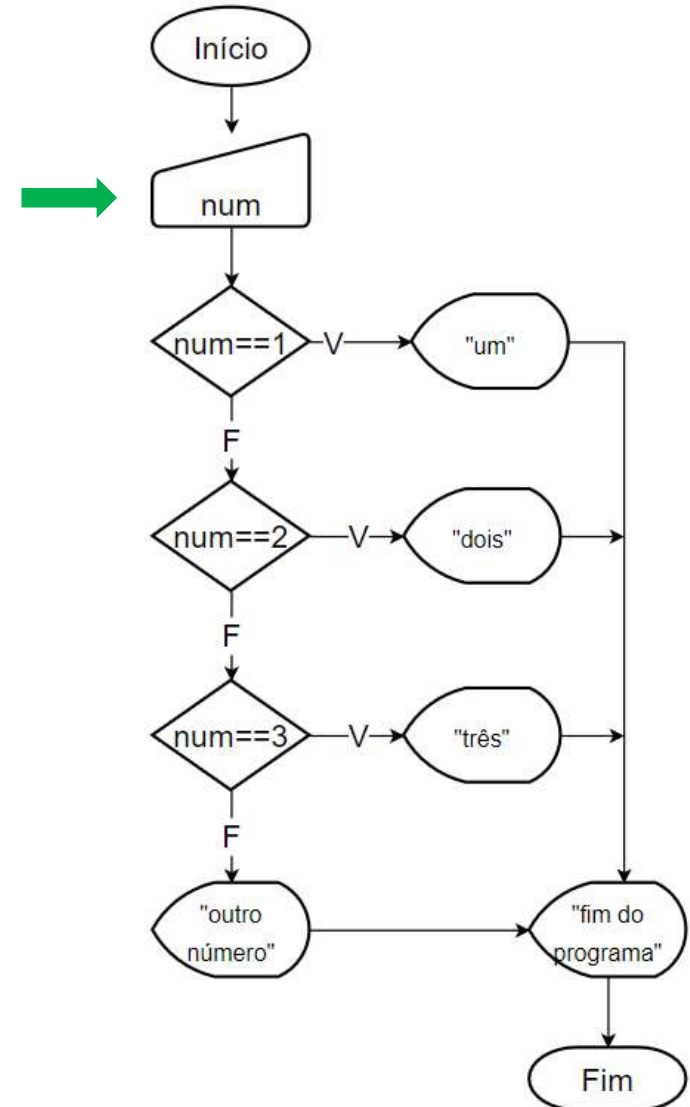 Início
num
num==1
V
"um"
F
num==2
V
"dois"
F
num==3
V
"três"
F
"outro
número"
"fim do
programa"
Fim